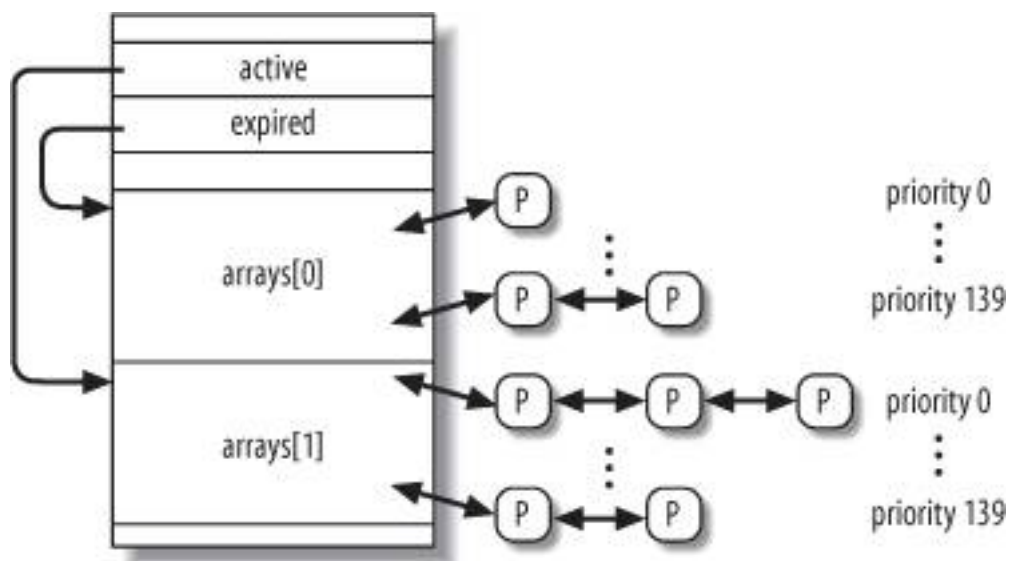 active
expired
arrays[0]
P
priority 0
P P
priority 139
arrays[1]
P P P
priority 0
P P
priority 139